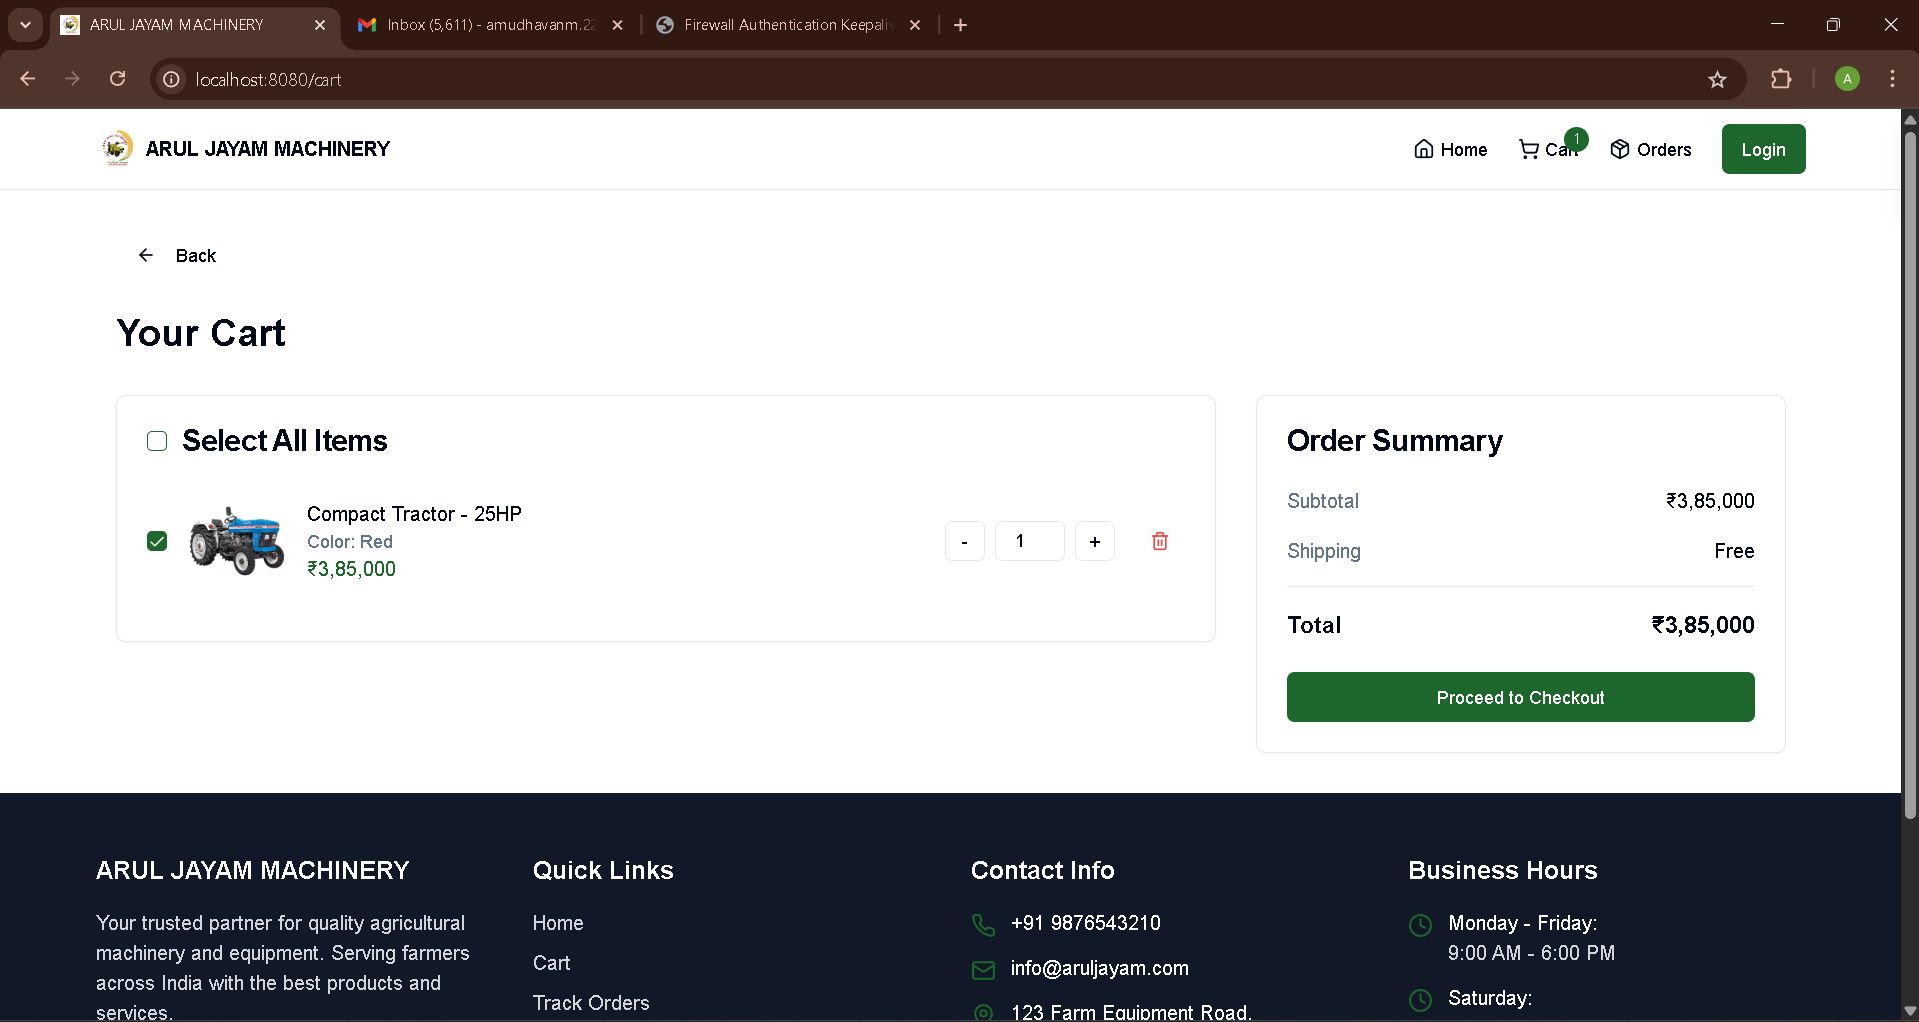 ARUL JAYAM MACHINERY
Inbox (5,611) - amudhavanm.22
Firewall Authentication Keepaliv
localhost:8080/cart
A
ARUL JAYAM MACHINERY
Home
Cart
1
Orders
Login
Back
Your Cart
Select All Items
Compact Tractor - 25HP
Color: Red
₹3,85,000
-
1
+
Order Summary
Subtotal ₹3,85,000
Shipping Free
Total ₹3,85,000
Proceed to Checkout
ARUL JAYAM MACHINERY
Your trusted partner for quality agricultural
machinery and equipment. Serving farmers
across India with the best products and
services.
Quick Links
Home
Cart
Track Orders
Contact Info
+91 9876543210
info@aruljayam.com
123 Farm Equipment Road,
Business Hours
Monday - Friday:
9:00 AM - 6:00 PM
Saturday: